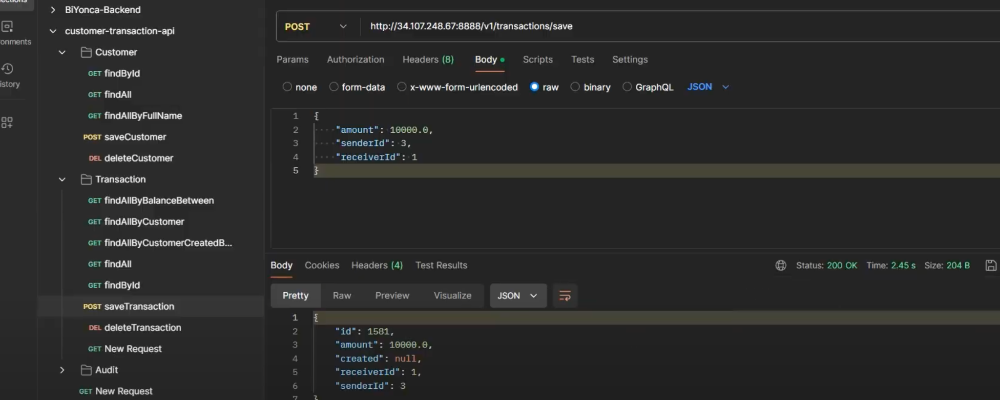 BiYonca-Backend
customer-transaction-api
onments
istory
Customer
GET findById
GET findAll
GET findAllByFullName
POST saveCustomer
DEL deleteCustomer
Transaction
GET findAllByBalanceBetween
GET findAllByCustomer
GET findAllByCustomerCreatedB...
GET findAll
GET findById
POST saveTransaction
DEL deleteTransaction
GET New Request
Audit
GET New Request
POST http://34.107.248.67:8888/v1/transactions/save
Params Authorization Headers (8) Body Scripts Tests Settings
none form-data x-www-form-urlencoded raw binary GraphQL JSON
1 {
2 "amount": 10000.0,
3 "senderId": 3,
4 "receiverId": 1
5 }
Body Cookies Headers (4) Test Results Status: 200 OK Time: 2.45 s Size: 204 B
Pretty Raw Preview Visualize JSON
1 {
2 "id": 1581,
3 "amount": 10000.0,
4 "created": null,
5 "receiverId": 1,
6 "senderId": 3
7 }